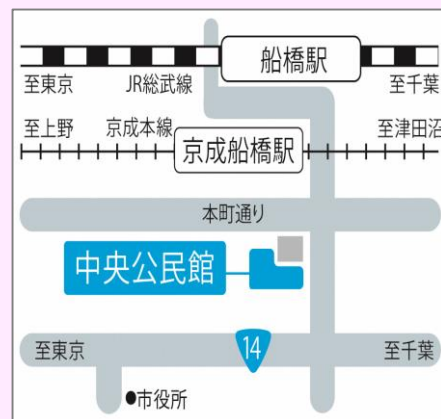 船橋駅
至東京
JR総武線
至千葉
至上野
京成本線
至津田沼
京成船橋駅
本町通り
中央公民館
至東京
14
至千葉
●市役所